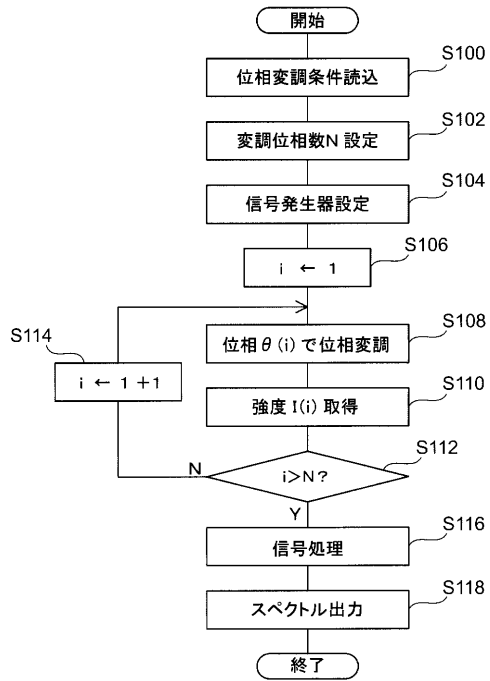 開始
S100
位相変調条件読込
S102
変調位相数N 設定
S104
信号発生器設定
S106
i ← 1
S108
位相θ(i)で位相変調
S114
i ← 1 +1
S110
強度 I(i) 取得
S112
i>N?
N
Y
S116
信号処理
S118
スペクトル出力
終了